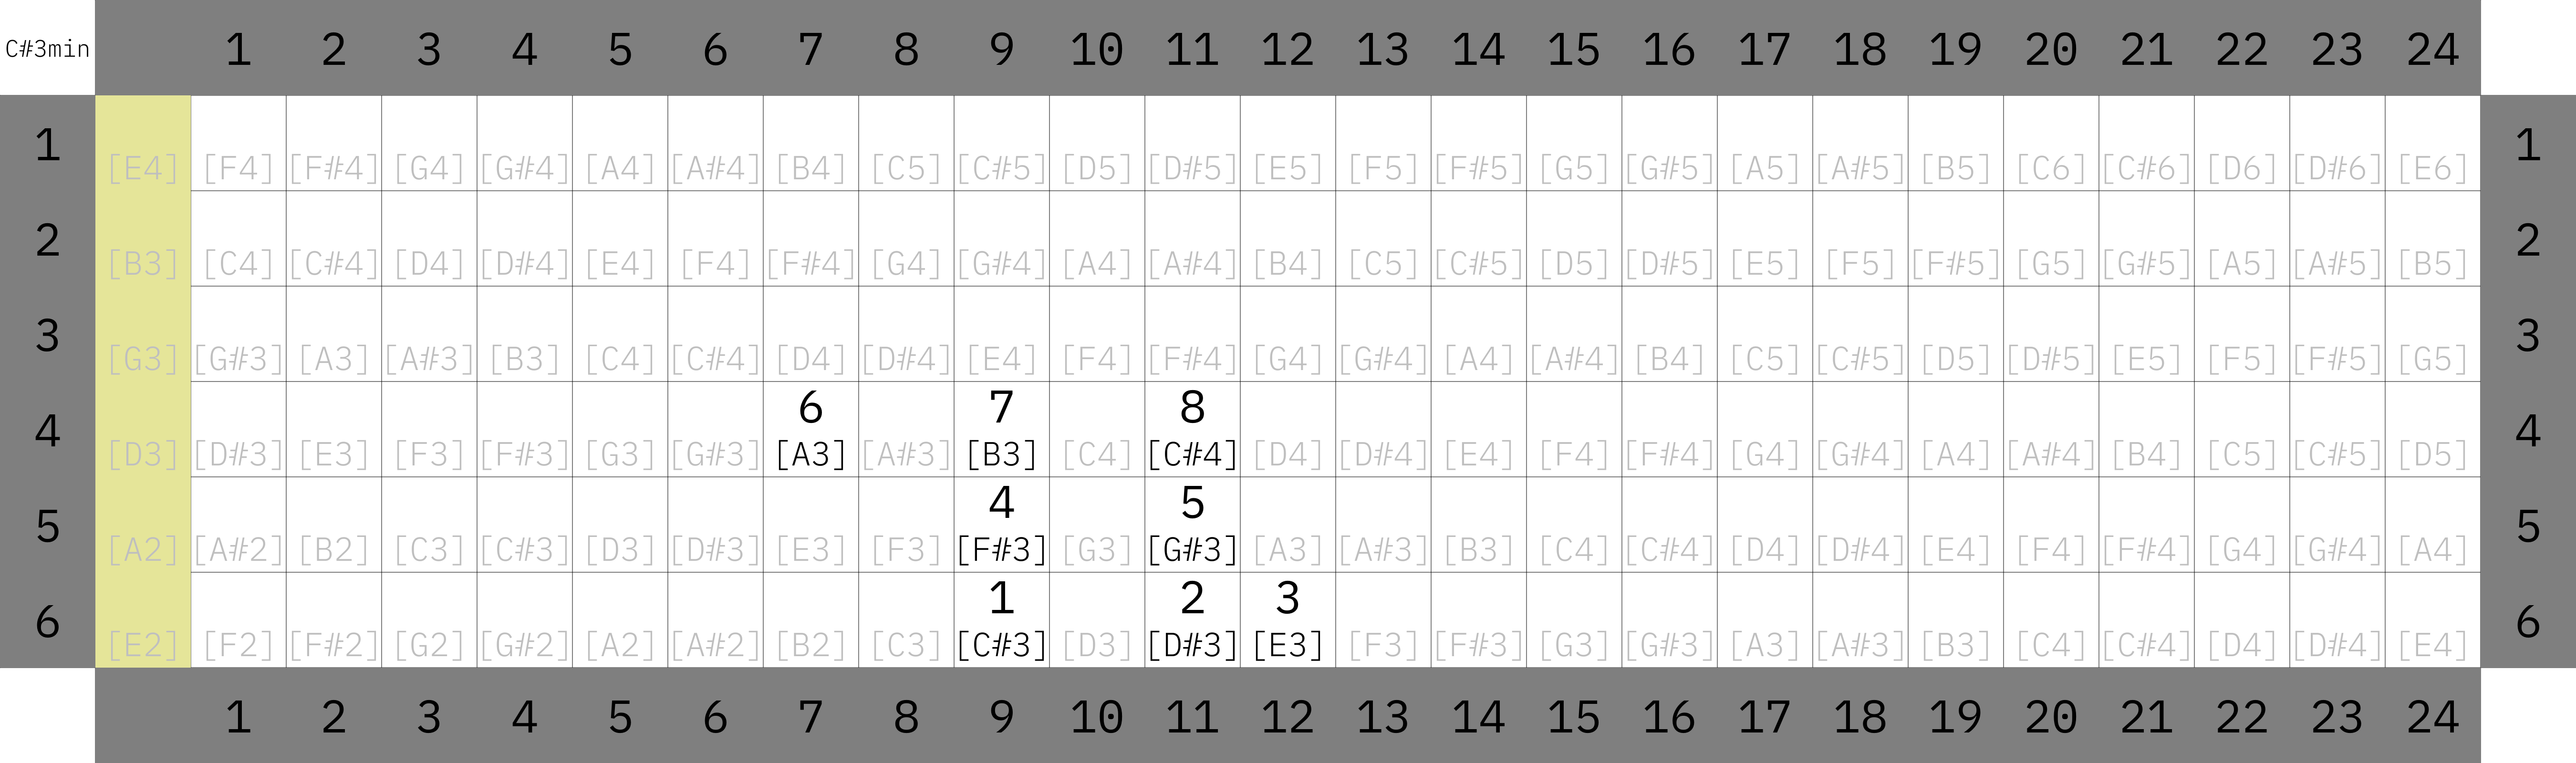 C#3min 1 2 3 4 5 6 7 8 9 10 11 12 13 14 15 16 17 18 19 20 21 22 23 24
1 [E4] [F4] [F#4] [G4] [G#4] [A4] [A#4] [B4] [C5] [C#5] [D5] [D#5] [E5] [F5] [F#5] [G5] [G#5] [A5] [A#5] [B5] [C6] [C#6] [D6] [D#6] [E6] 1
2 [B3] [C4] [C#4] [D4] [D#4] [E4] [F4] [F#4] [G4] [G#4] [A4] [A#4] [B4] [C5] [C#5] [D5] [D#5] [E5] [F5] [F#5] [G5] [G#5] [A5] [A#5] [B5] 2
3 [G3] [G#3] [A3] [A#3] [B3] [C4] [C#4] [D4] [D#4] [E4] [F4] [F#4] [G4] [G#4] [A4] [A#4] [B4] [C5] [C#5] [D5] [D#5] [E5] [F5] [F#5] [G5] 3
6 7 8
4 [D3] [D#3] [E3] [F3] [F#3] [G3] [G#3] [A3] [A#3] [B3] [C4] [C#4] [D4] [D#4] [E4] [F4] [F#4] [G4] [G#4] [A4] [A#4] [B4] [C5] [C#5] [D5] 4
4 5
5 [A2] [A#2] [B2] [C3] [C#3] [D3] [D#3] [E3] [F3] [F#3] [G3] [G#3] [A3] [A#3] [B3] [C4] [C#4] [D4] [D#4] [E4] [F4] [F#4] [G4] [G#4] [A4] 5
1 2 3
6 [E2] [F2] [F#2] [G2] [G#2] [A2] [A#2] [B2] [C3] [C#3] [D3] [D#3] [E3] [F3] [F#3] [G3] [G#3] [A3] [A#3] [B3] [C4] [C#4] [D4] [D#4] [E4] 6
1 2 3 4 5 6 7 8 9 10 11 12 13 14 15 16 17 18 19 20 21 22 23 24